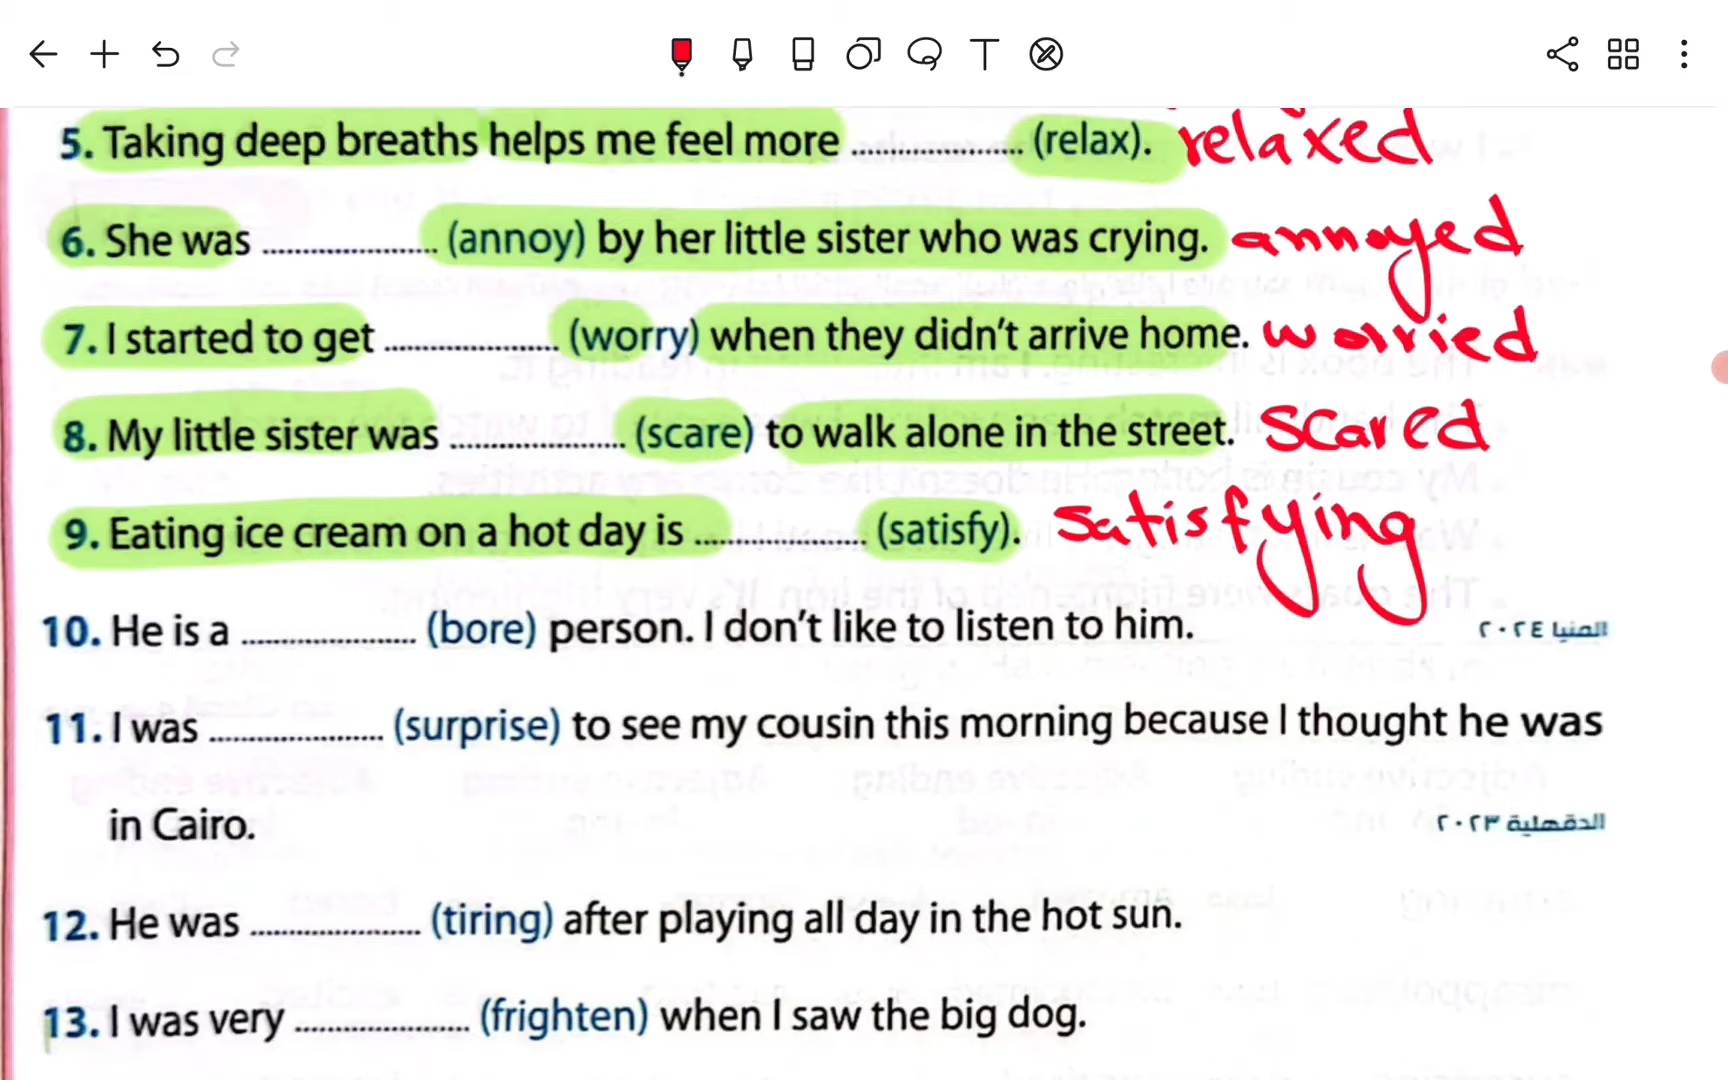 5. Taking deep breaths helps me feel more .................... (relax). relaxed
6. She was .................... (annoy) by her little sister who was crying. annoyed
7. I started to get .................... (worry) when they didn't arrive home. worried
8. My little sister was .................... (scare) to walk alone in the street. scared
9. Eating ice cream on a hot day is .................... (satisfy). satisfying
10. He is a .................... (bore) person. I don't like to listen to him. المنيا ٢٠٢٤
11. I was .................... (surprise) to see my cousin this morning because I thought he was
in Cairo. الدقهلية ٢٠٢٣
12. He was .................... (tiring) after playing all day in the hot sun.
13. I was very .................... (frighten) when I saw the big dog.